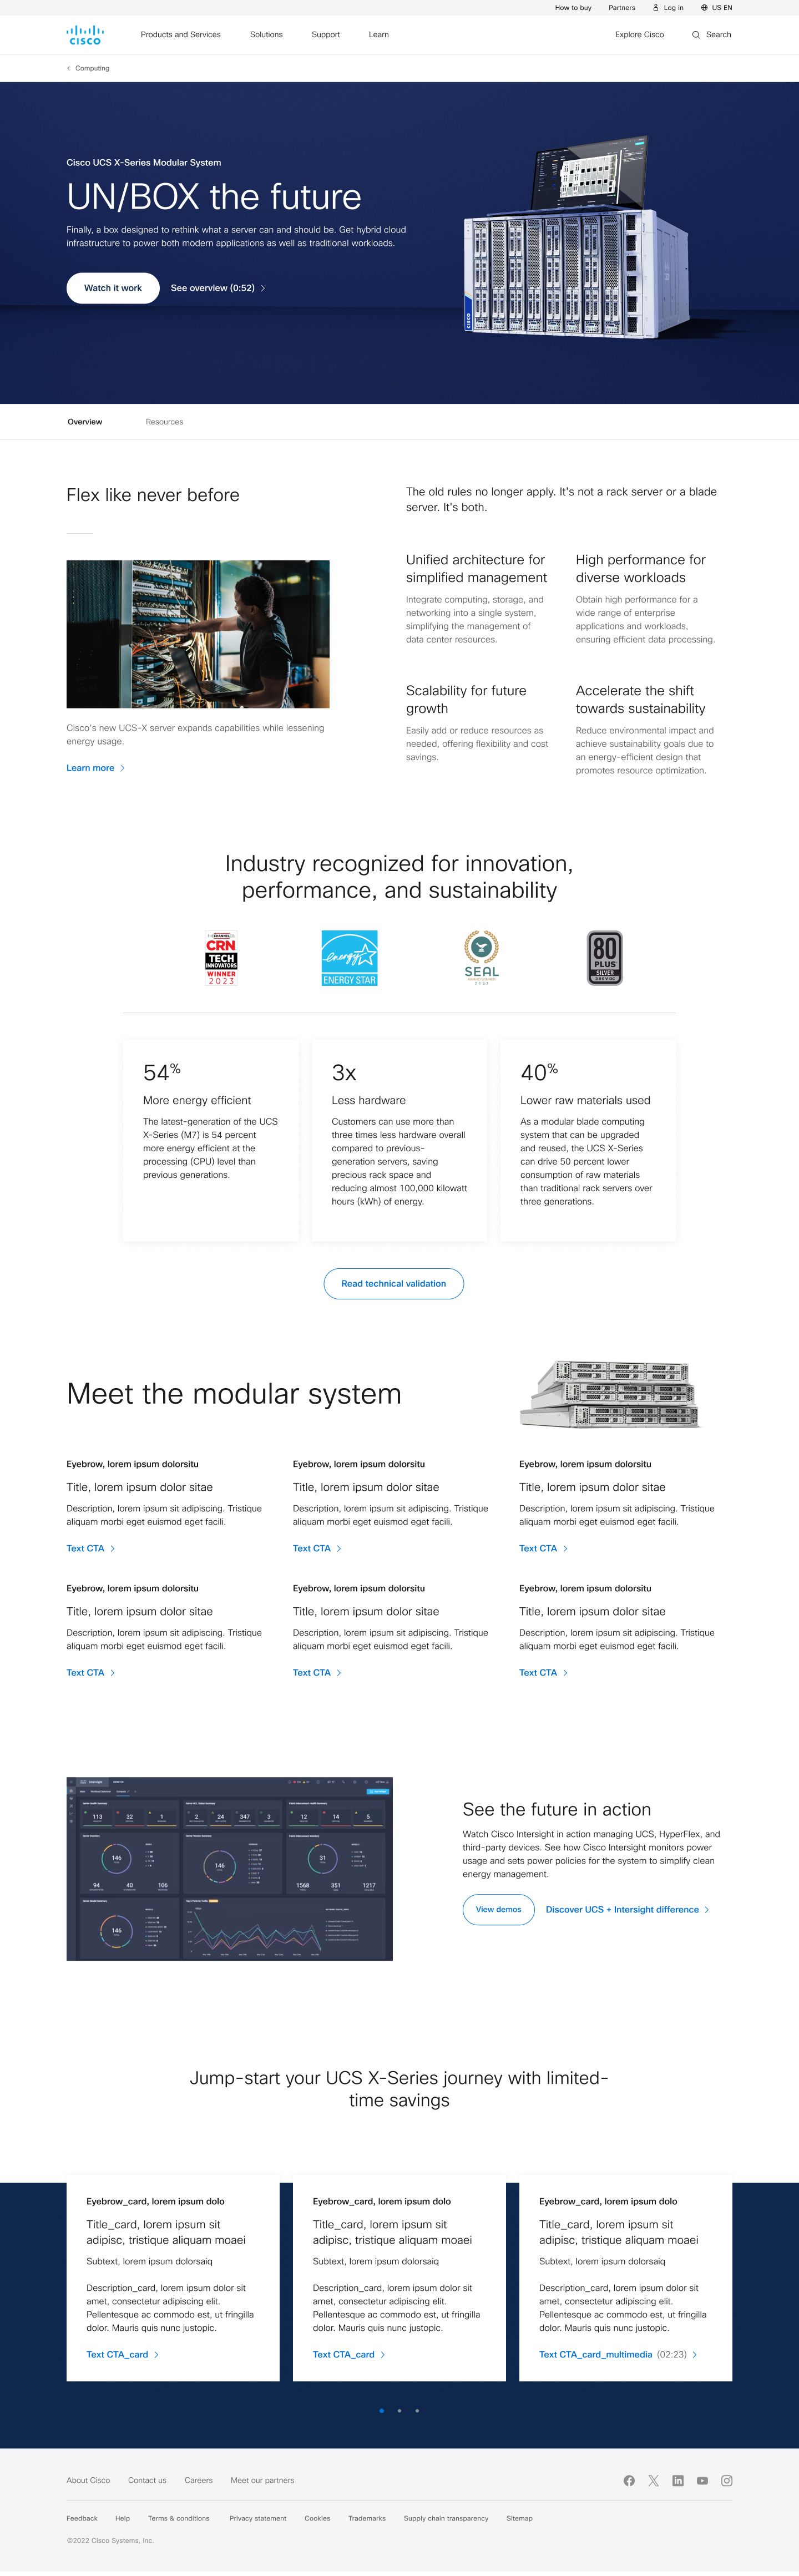 How to buy Partners Log in US EN
CISCO Products and Services Solutions Support Learn Explore Cisco Search
Computing
Cisco UCS X-Series Modular System
UN/BOX the future
Finally, a box designed to rethink what a server can and should be. Get hybrid cloud
infrastructure to power both modern applications as well as traditional workloads.
Watch it work See overview (0:52)
CISCO
Overview Resources
Flex like never before
Cisco's new UCS-X server expands capabilities while lessening
energy usage.
Learn more
The old rules no longer apply. It's not a rack server or a blade
server. It's both.
Unified architecture for
simplified management
Integrate computing, storage, and
networking into a single system,
simplifying the management of
data center resources.
High performance for
diverse workloads
Obtain high performance for a
wide range of enterprise
applications and workloads,
ensuring efficient data processing.
Scalability for future
growth
Easily add or reduce resources as
needed, offering flexibility and cost
savings.
Accelerate the shift
towards sustainability
Reduce environmental impact and
achieve sustainability goals due to
an energy-efficient design that
promotes resource optimization.
Industry recognized for innovation,
performance, and sustainability
CRN
TECH
INNOVATORS
WINNER
2023
energy
ENERGY STAR
SEAL
2023
80
PLUS
SILVER
54%
More energy efficient
The latest-generation of the UCS
X-Series (M7) is 54 percent
more energy efficient at the
processing (CPU) level than
previous generations.
3x
Less hardware
Customers can use more than
three times less hardware overall
compared to previous-
generation servers, saving
precious rack space and
reducing almost 100,000 kilowatt
hours (kWh) of energy.
40%
Lower raw materials used
As a modular blade computing
system that can be upgraded
and reused, the UCS X-Series
can drive 50 percent lower
consumption of raw materials
than traditional rack servers over
three generations.
Read technical validation
Meet the modular system
Eyebrow, lorem ipsum dolorsitu
Title, lorem ipsum dolor sitae
Description, lorem ipsum sit adipiscing. Tristique
aliquam morbi eget euismod eget facili.
Text CTA
Eyebrow, lorem ipsum dolorsitu
Title, lorem ipsum dolor sitae
Description, lorem ipsum sit adipiscing. Tristique
aliquam morbi eget euismod eget facili.
Text CTA
Eyebrow, lorem ipsum dolorsitu
Title, lorem ipsum dolor sitae
Description, lorem ipsum sit adipiscing. Tristique
aliquam morbi eget euismod eget facili.
Text CTA
Eyebrow, lorem ipsum dolorsitu
Title, lorem ipsum dolor sitae
Description, lorem ipsum sit adipiscing. Tristique
aliquam morbi eget euismod eget facili.
Text CTA
Eyebrow, lorem ipsum dolorsitu
Title, lorem ipsum dolor sitae
Description, lorem ipsum sit adipiscing. Tristique
aliquam morbi eget euismod eget facili.
Text CTA
Eyebrow, lorem ipsum dolorsitu
Title, lorem ipsum dolor sitae
Description, lorem ipsum sit adipiscing. Tristique
aliquam morbi eget euismod eget facili.
Text CTA
113 32 1 2 24 347 3 12 14 5
146 146 31
94 40 106 1568 351 1217
146
See the future in action
Watch Cisco Intersight in action managing UCS, HyperFlex, and
third-party devices. See how Cisco Intersight monitors power
usage and sets power policies for the system to simplify clean
energy management.
View demos Discover UCS + Intersight difference
Jump-start your UCS X-Series journey with limited-
time savings
Eyebrow_card, lorem ipsum dolo
Title_card, lorem ipsum sit
adipisc, tristique aliquam moaei
Subtext, lorem ipsum dolorsaiq
Description_card, lorem ipsum dolor sit
amet, consectetur adipiscing elit.
Pellentesque ac commodo est, ut fringilla
dolor. Mauris quis nunc justopic.
Text CTA_card
Eyebrow_card, lorem ipsum dolo
Title_card, lorem ipsum sit
adipisc, tristique aliquam moaei
Subtext, lorem ipsum dolorsaiq
Description_card, lorem ipsum dolor sit
amet, consectetur adipiscing elit.
Pellentesque ac commodo est, ut fringilla
dolor. Mauris quis nunc justopic.
Text CTA_card
Eyebrow_card, lorem ipsum dolo
Title_card, lorem ipsum sit
adipisc, tristique aliquam moaei
Subtext, lorem ipsum dolorsaiq
Description_card, lorem ipsum dolor sit
amet, consectetur adipiscing elit.
Pellentesque ac commodo est, ut fringilla
dolor. Mauris quis nunc justopic.
Text CTA_card_multimedia (02:23)
About Cisco Contact us Careers Meet our partners
Feedback Help Terms & conditions Privacy statement Cookies Trademarks Supply chain transparency Sitemap
©2022 Cisco Systems, Inc.